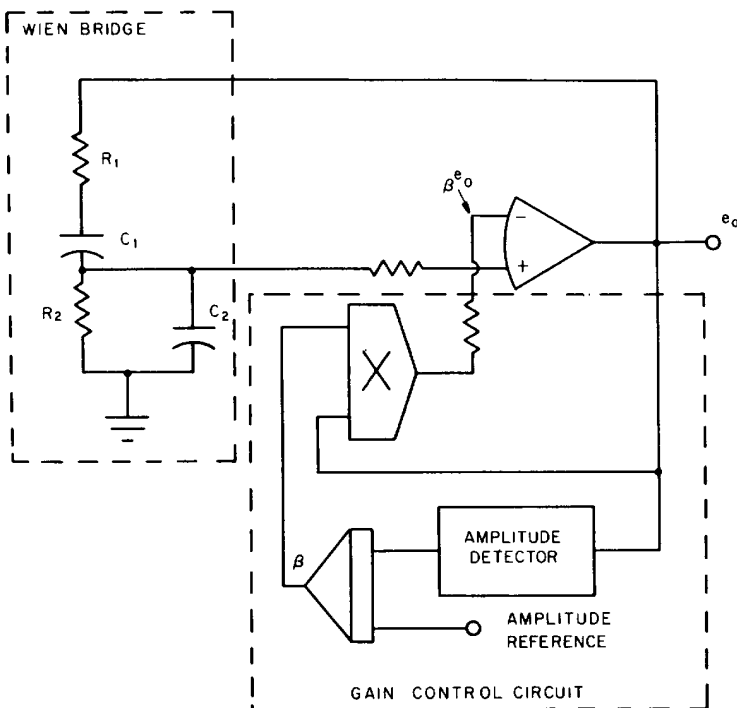 WIEN BRIDGE
R₁
C₁
R₂
C₂
βe₀
−
+
e₀
X
β
AMPLITUDE
DETECTOR
AMPLITUDE
REFERENCE
GAIN CONTROL CIRCUIT